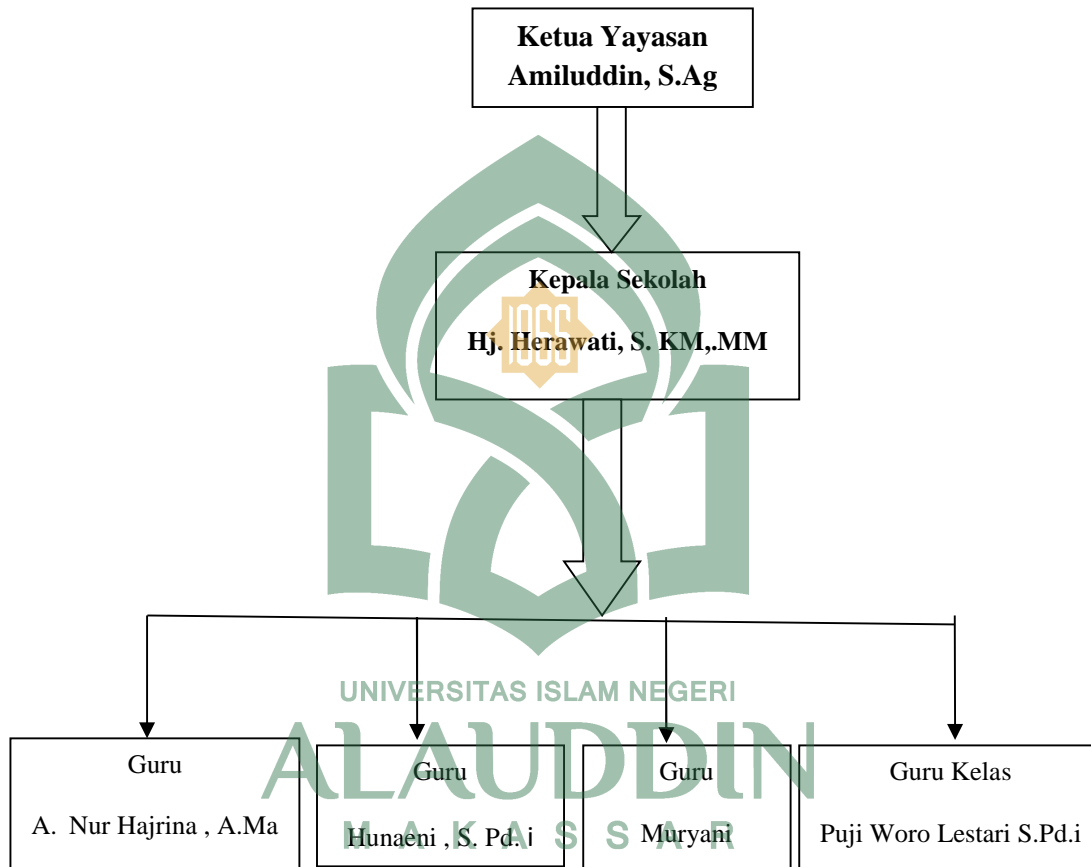 Ketua Yayasan
Amiluddin, S.Ag
Kepala Sekolah
Hj. Herawati, S. KM,.MM
UNIVERSITAS ISLAM NEGERI
ALAUDDIN
M A K A S S A R
Guru
A. Nur Hajrina , A.Ma
Guru
Hunaeni , S. Pd. i
Guru
Muryani
Guru Kelas
Puji Woro Lestari S.Pd.i